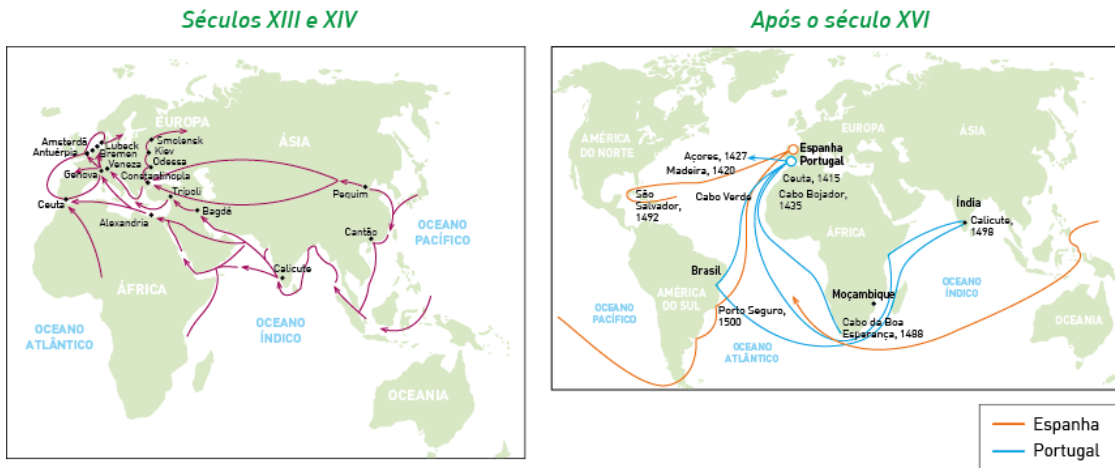 Séculos XIII e XIV
EUROPA
ÁSIA
Smolensk
Kiev
Odessa
Amsterdã
Antuérpia
Lubeck
Bremen
Veneza
Genova
Constantinopla
Trípoli
Ceuta
Alexandria
Bagdá
Pequim
Cantão
OCEANO
PACÍFICO
Calicute
ÁFRICA
OCEANO
ATLÂNTICO
OCEANO
ÍNDICO
OCEANIA
Após o século XVI
AMÉRICA
DO NORTE
EUROPA
ÁSIA
Espanha
Portugal
Açores, 1427
Madeira, 1420
Ceuta, 1415
Cabo Bojador,
1435
São
Salvador,
1492
Cabo Verde
Índia
Calicute,
1498
ÁFRICA
Brasil
AMÉRICA
DO SUL
Moçambique
OCEANO
ÍNDICO
OCEANO
PACÍFICO
Porto Seguro,
1500
Cabo da Boa
Esperança, 1488
OCEANO
ATLÂNTICO
OCEANIA
Espanha
Portugal